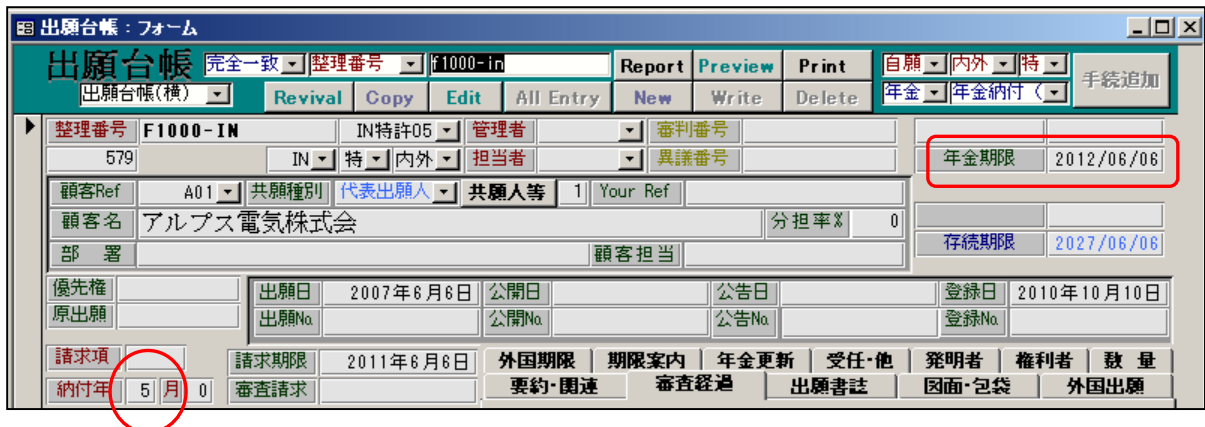 出願台帳 : フォーム
出願台帳 完全一致 整理番号 f1000-in Report Preview Print 自願 内外 特 手続追加
出願台帳(横) Revival Copy Edit All Entry New Write Delete 年金 年金納付 (
整理番号 F1000-IN IN特許05 管理者 審判番号
579 IN 特 内外 担当者 異議番号 年金期限 2012/06/06
顧客Ref A01 共願種別 代表出願人 共願人等 1 Your Ref
顧客名 アルプス電気株式会 分担率% 0
部 署 顧客担当 存続期限 2027/06/06
優先権 出願日 2007年6月6日 公開日 公告日 登録日 2010年10月10日
原出願 出願No. 公開No. 公告No. 登録No.
請求項 請求期限 2011年6月6日 外国期限 期限案内 年金更新 受任・他 発明者 権利者 数 量
納付年 5 月 0 審査請求 要約・関連 審査経過 出願書誌 図面・包袋 外国出願